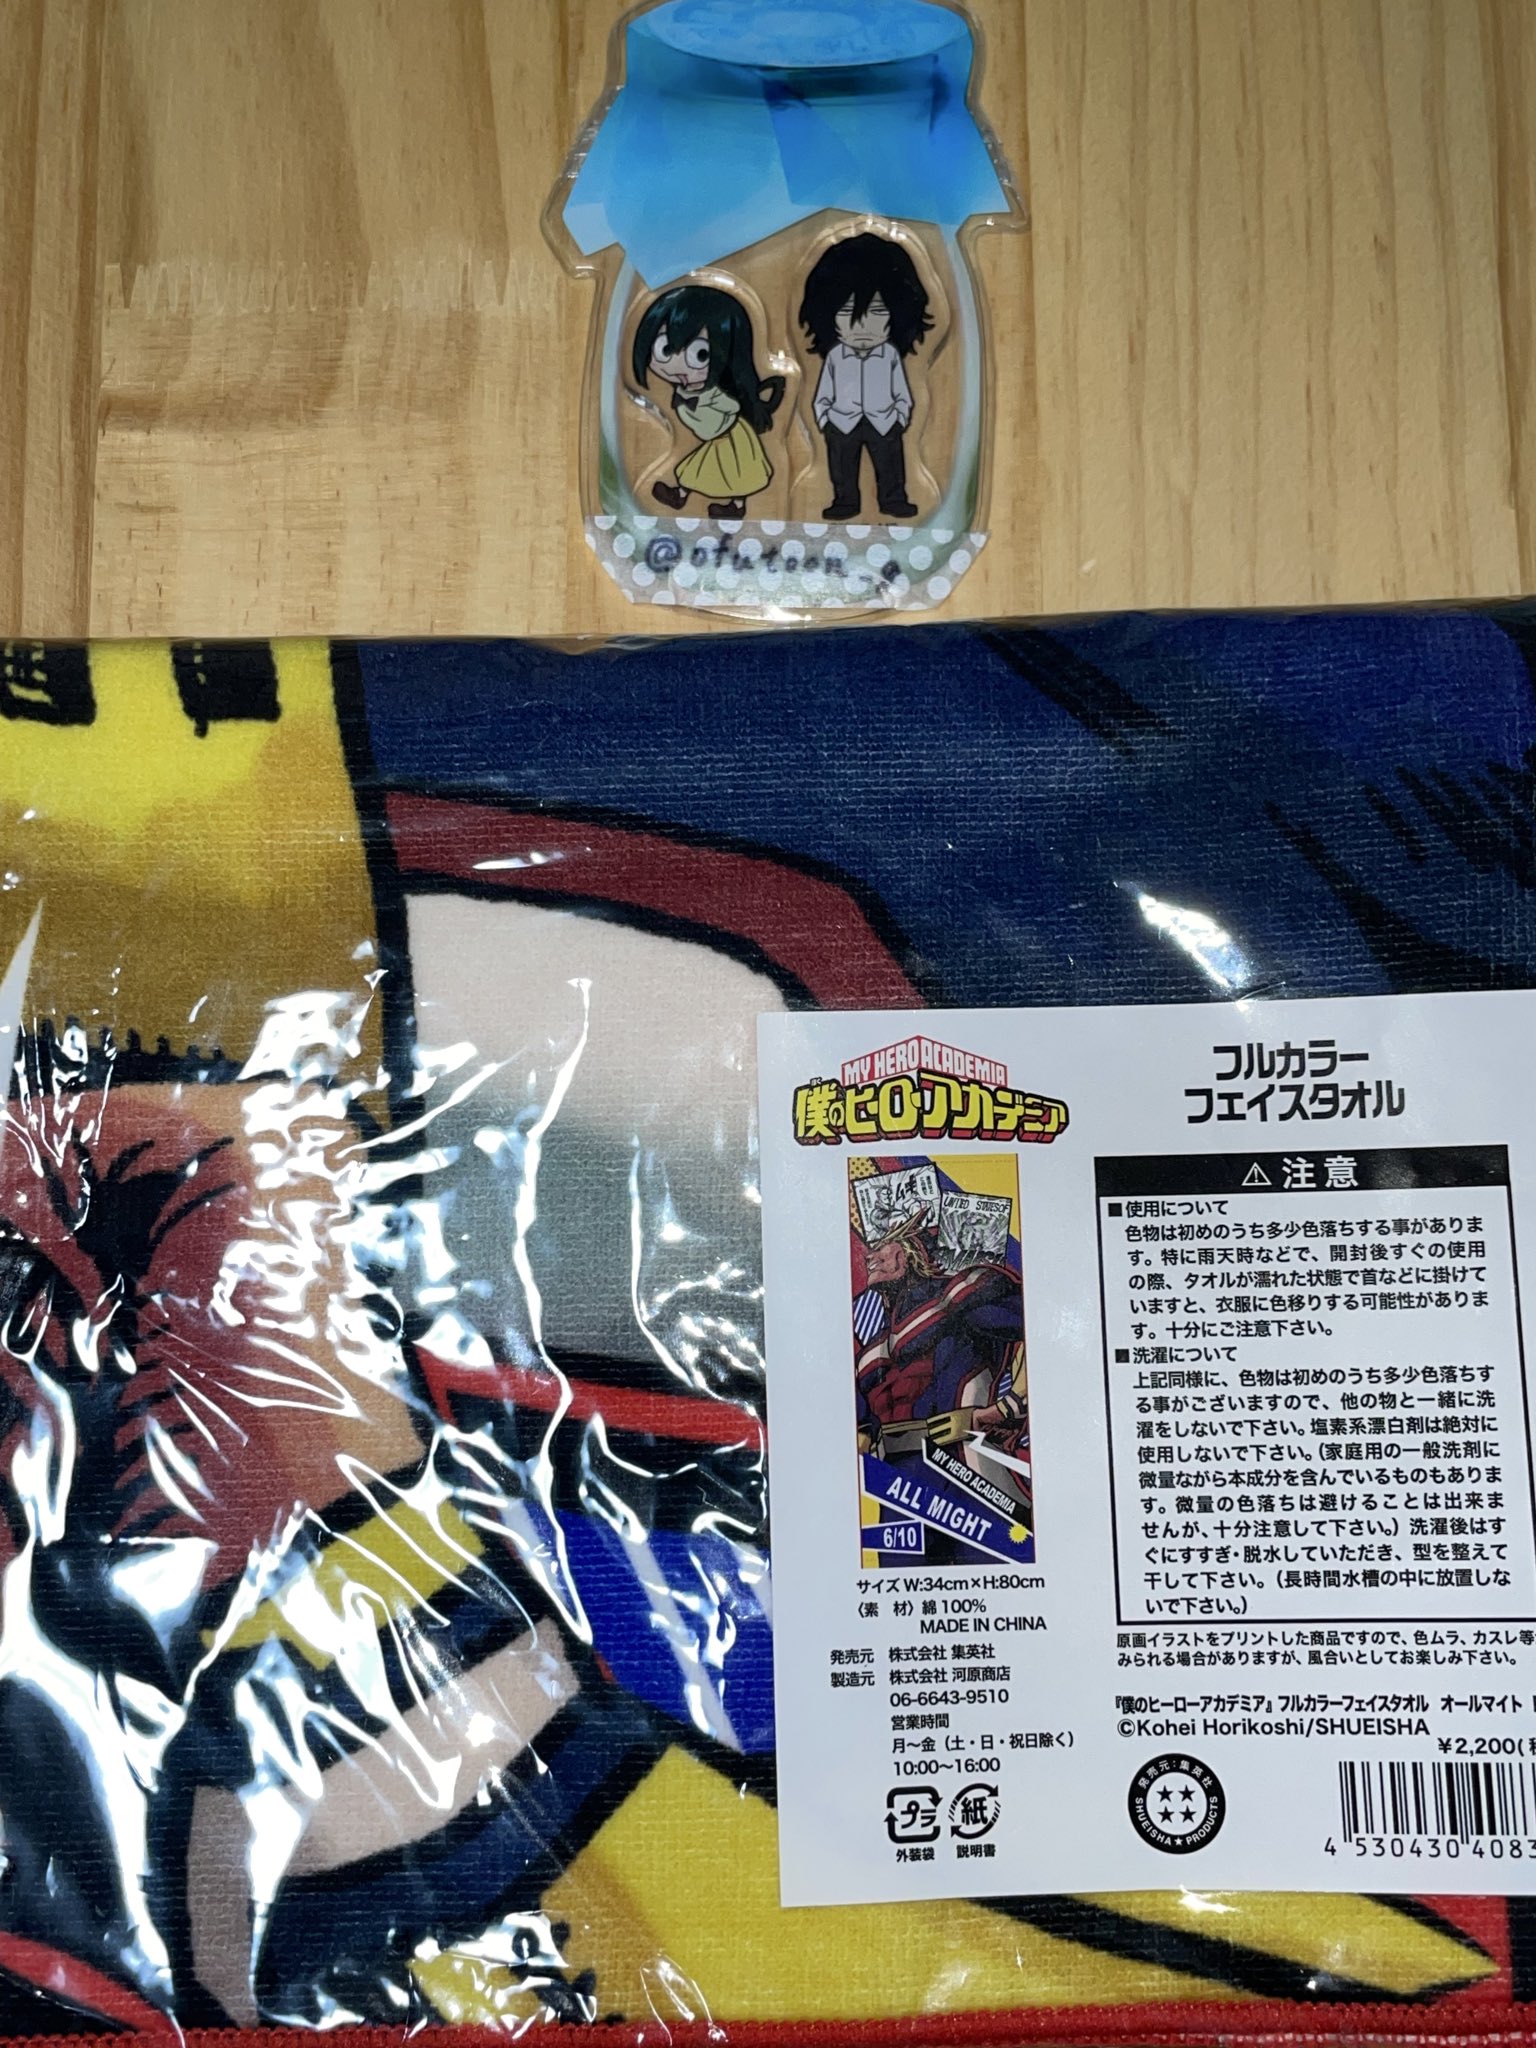 @ofutoon_g
MY HERO ACADEMIA
僕のヒーローアカデミア
ぼく
フルカラー
フェイスタオル
UNITED STATES OF
MY HERO ACADEMIA
ALL MIGHT
6/10
サイズ W:34cm×H:80cm
〈素 材〉綿 100%
MADE IN CHINA
発売元 株式会社 集英社
製造元 株式会社 河原商店
06-6643-9510
営業時間
月〜金（土・日・祝日除く）
10:00〜16:00
プラ
外装袋
紙
説明書
⚠注意
■使用について
色物は初めのうち多少色落ちする事がありま
す。特に雨天時などで、開封後すぐの使用
の際、タオルが濡れた状態で首などに掛けて
いますと、衣服に色移りする可能性がありま
す。十分にご注意下さい。
■洗濯について
上記同様に、色物は初めのうち多少色落ちす
る事がございますので、他の物と一緒に洗
濯をしないで下さい。塩素系漂白剤は絶対に
使用しないで下さい。（家庭用の一般洗剤に
微量ながら本成分を含んでいるものもありま
す。微量の色落ちは避けることは出来ま
せんが、十分注意して下さい。）洗濯後はす
ぐにすすぎ・脱水していただき、型を整えて
干して下さい。（長時間水槽の中に放置しな
いで下さい。）
原画イラストをプリントした商品ですので、色ムラ、カスレ等
みられる場合がありますが、風合いとしてお楽しみ下さい。
『僕のヒーローアカデミア』フルカラーフェイスタオル オールマイト
©Kohei Horikoshi/SHUEISHA
￥2,200(
発売元:集英社
SHUEISHA★PRODUCTS
4 530430 4083